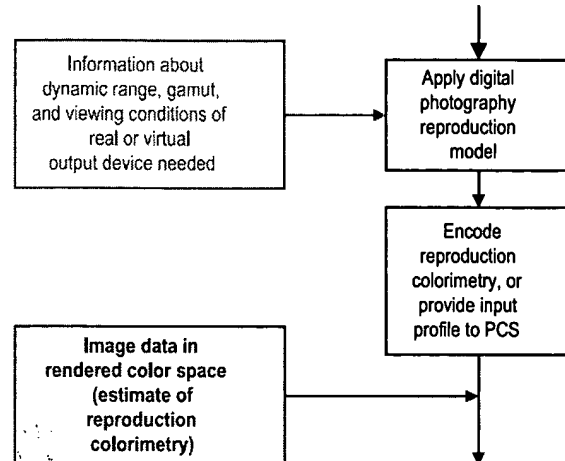 Information about
dynamic range, gamut,
and viewing conditions of
real or virtual
output device needed
Apply digital
photography
reproduction
model
Encode
reproduction
colorimetry, or
provide input
profile to PCS
Image data in
rendered color space
(estimate of
reproduction
colorimetry)